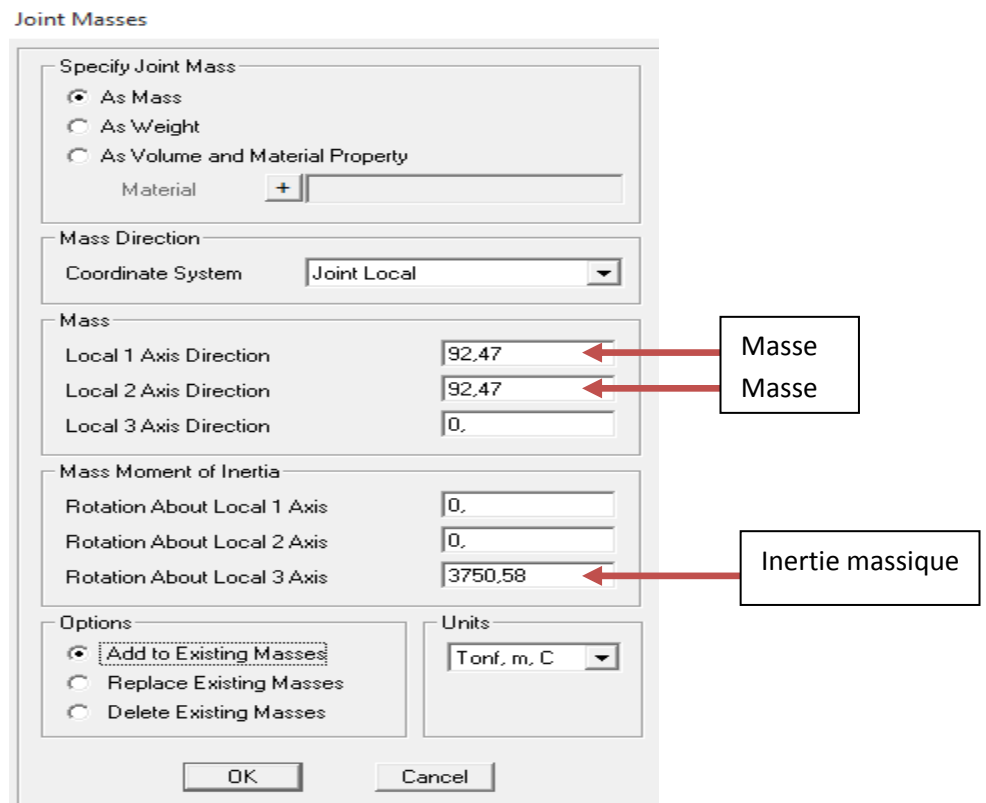 Joint Masses
Specify Joint Mass
As Mass
As Weight
As Volume and Material Property
Material +
Mass Direction
Coordinate System Joint Local
Mass
Local 1 Axis Direction 92,47 Masse
Local 2 Axis Direction 92,47 Masse
Local 3 Axis Direction 0,
Mass Moment of Inertia
Rotation About Local 1 Axis 0,
Rotation About Local 2 Axis 0,
Rotation About Local 3 Axis 3750,58 Inertie massique
Options Units
Add to Existing Masses Tonf, m, C
Replace Existing Masses
Delete Existing Masses
OK Cancel